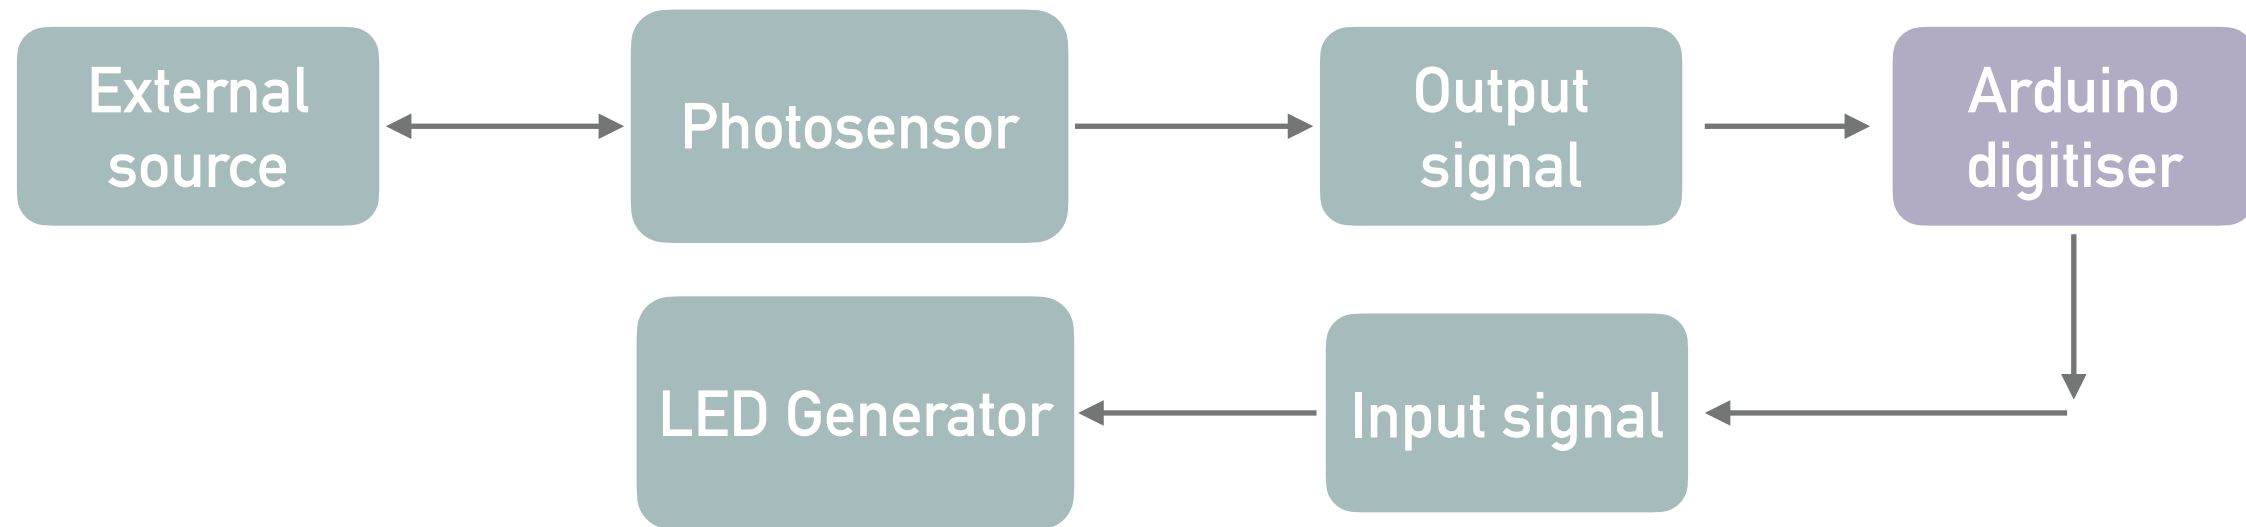 External
source
Photosensor
Output
signal
Arduino
digitiser
LED Generator
Input signal